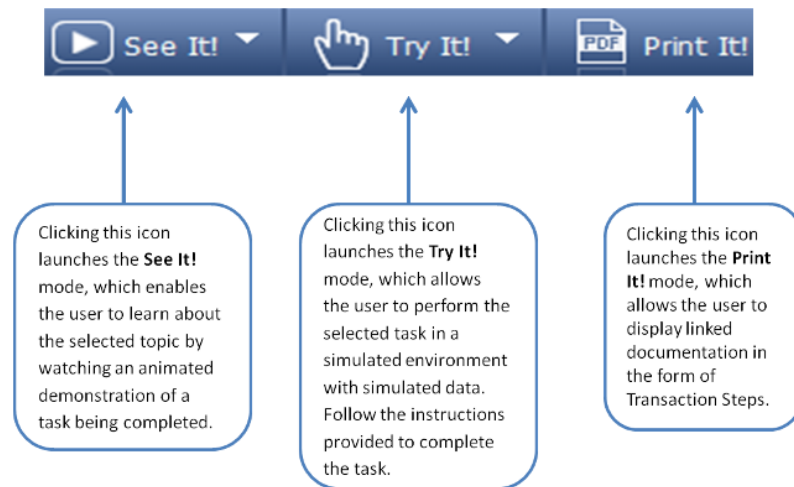 See It! Try It! PDF Print It!
Clicking this icon
launches the See It!
mode, which enables
the user to learn about
the selected topic by
watching an animated
demonstration of a
task being completed.
Clicking this icon
launches the Try It!
mode, which allows
the user to perform the
selected task in a
simulated environment
with simulated data.
Follow the instructions
provided to complete
the task.
Clicking this icon
launches the Print
It! mode, which
allows the user to
display linked
documentation in
the form of
Transaction Steps.